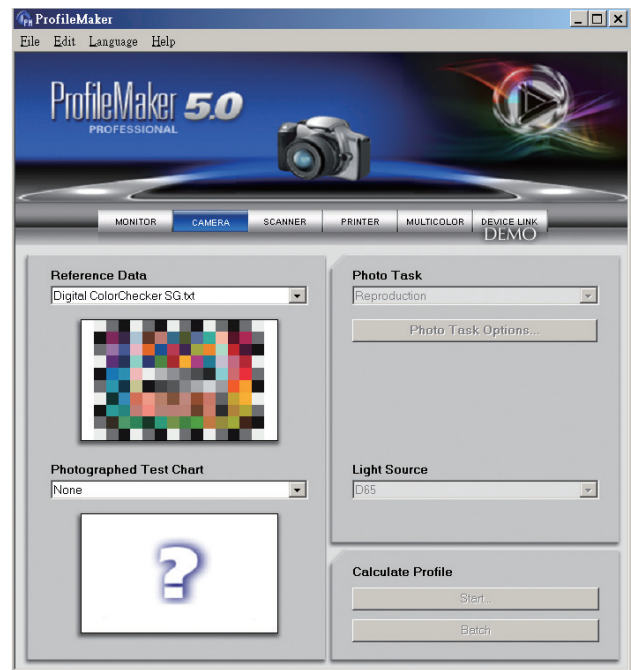 ProfileMaker
File Edit Language Help
ProfileMaker 5.0
PROFESSIONAL
MONITOR CAMERA SCANNER PRINTER MULTICOLOR DEVICE LINK
DEMO
Reference Data
Digital ColorChecker SG.txt
Photographed Test Chart
None
?
Photo Task
Reproduction
Photo Task Options...
Light Source
D65
Calculate Profile
Start...
Batch